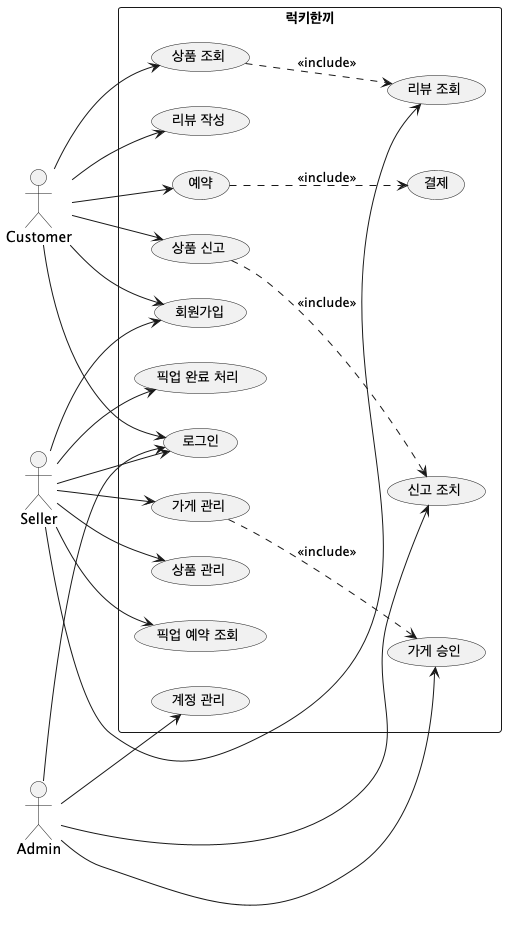 럭키한끼
상품 조회
«include»
리뷰 조회
리뷰 작성
예약
«include»
결제
Customer
상품 신고
«include»
회원가입
픽업 완료 처리
로그인
Seller
가게 관리
신고 조치
«include»
상품 관리
픽업 예약 조회
가게 승인
계정 관리
Admin